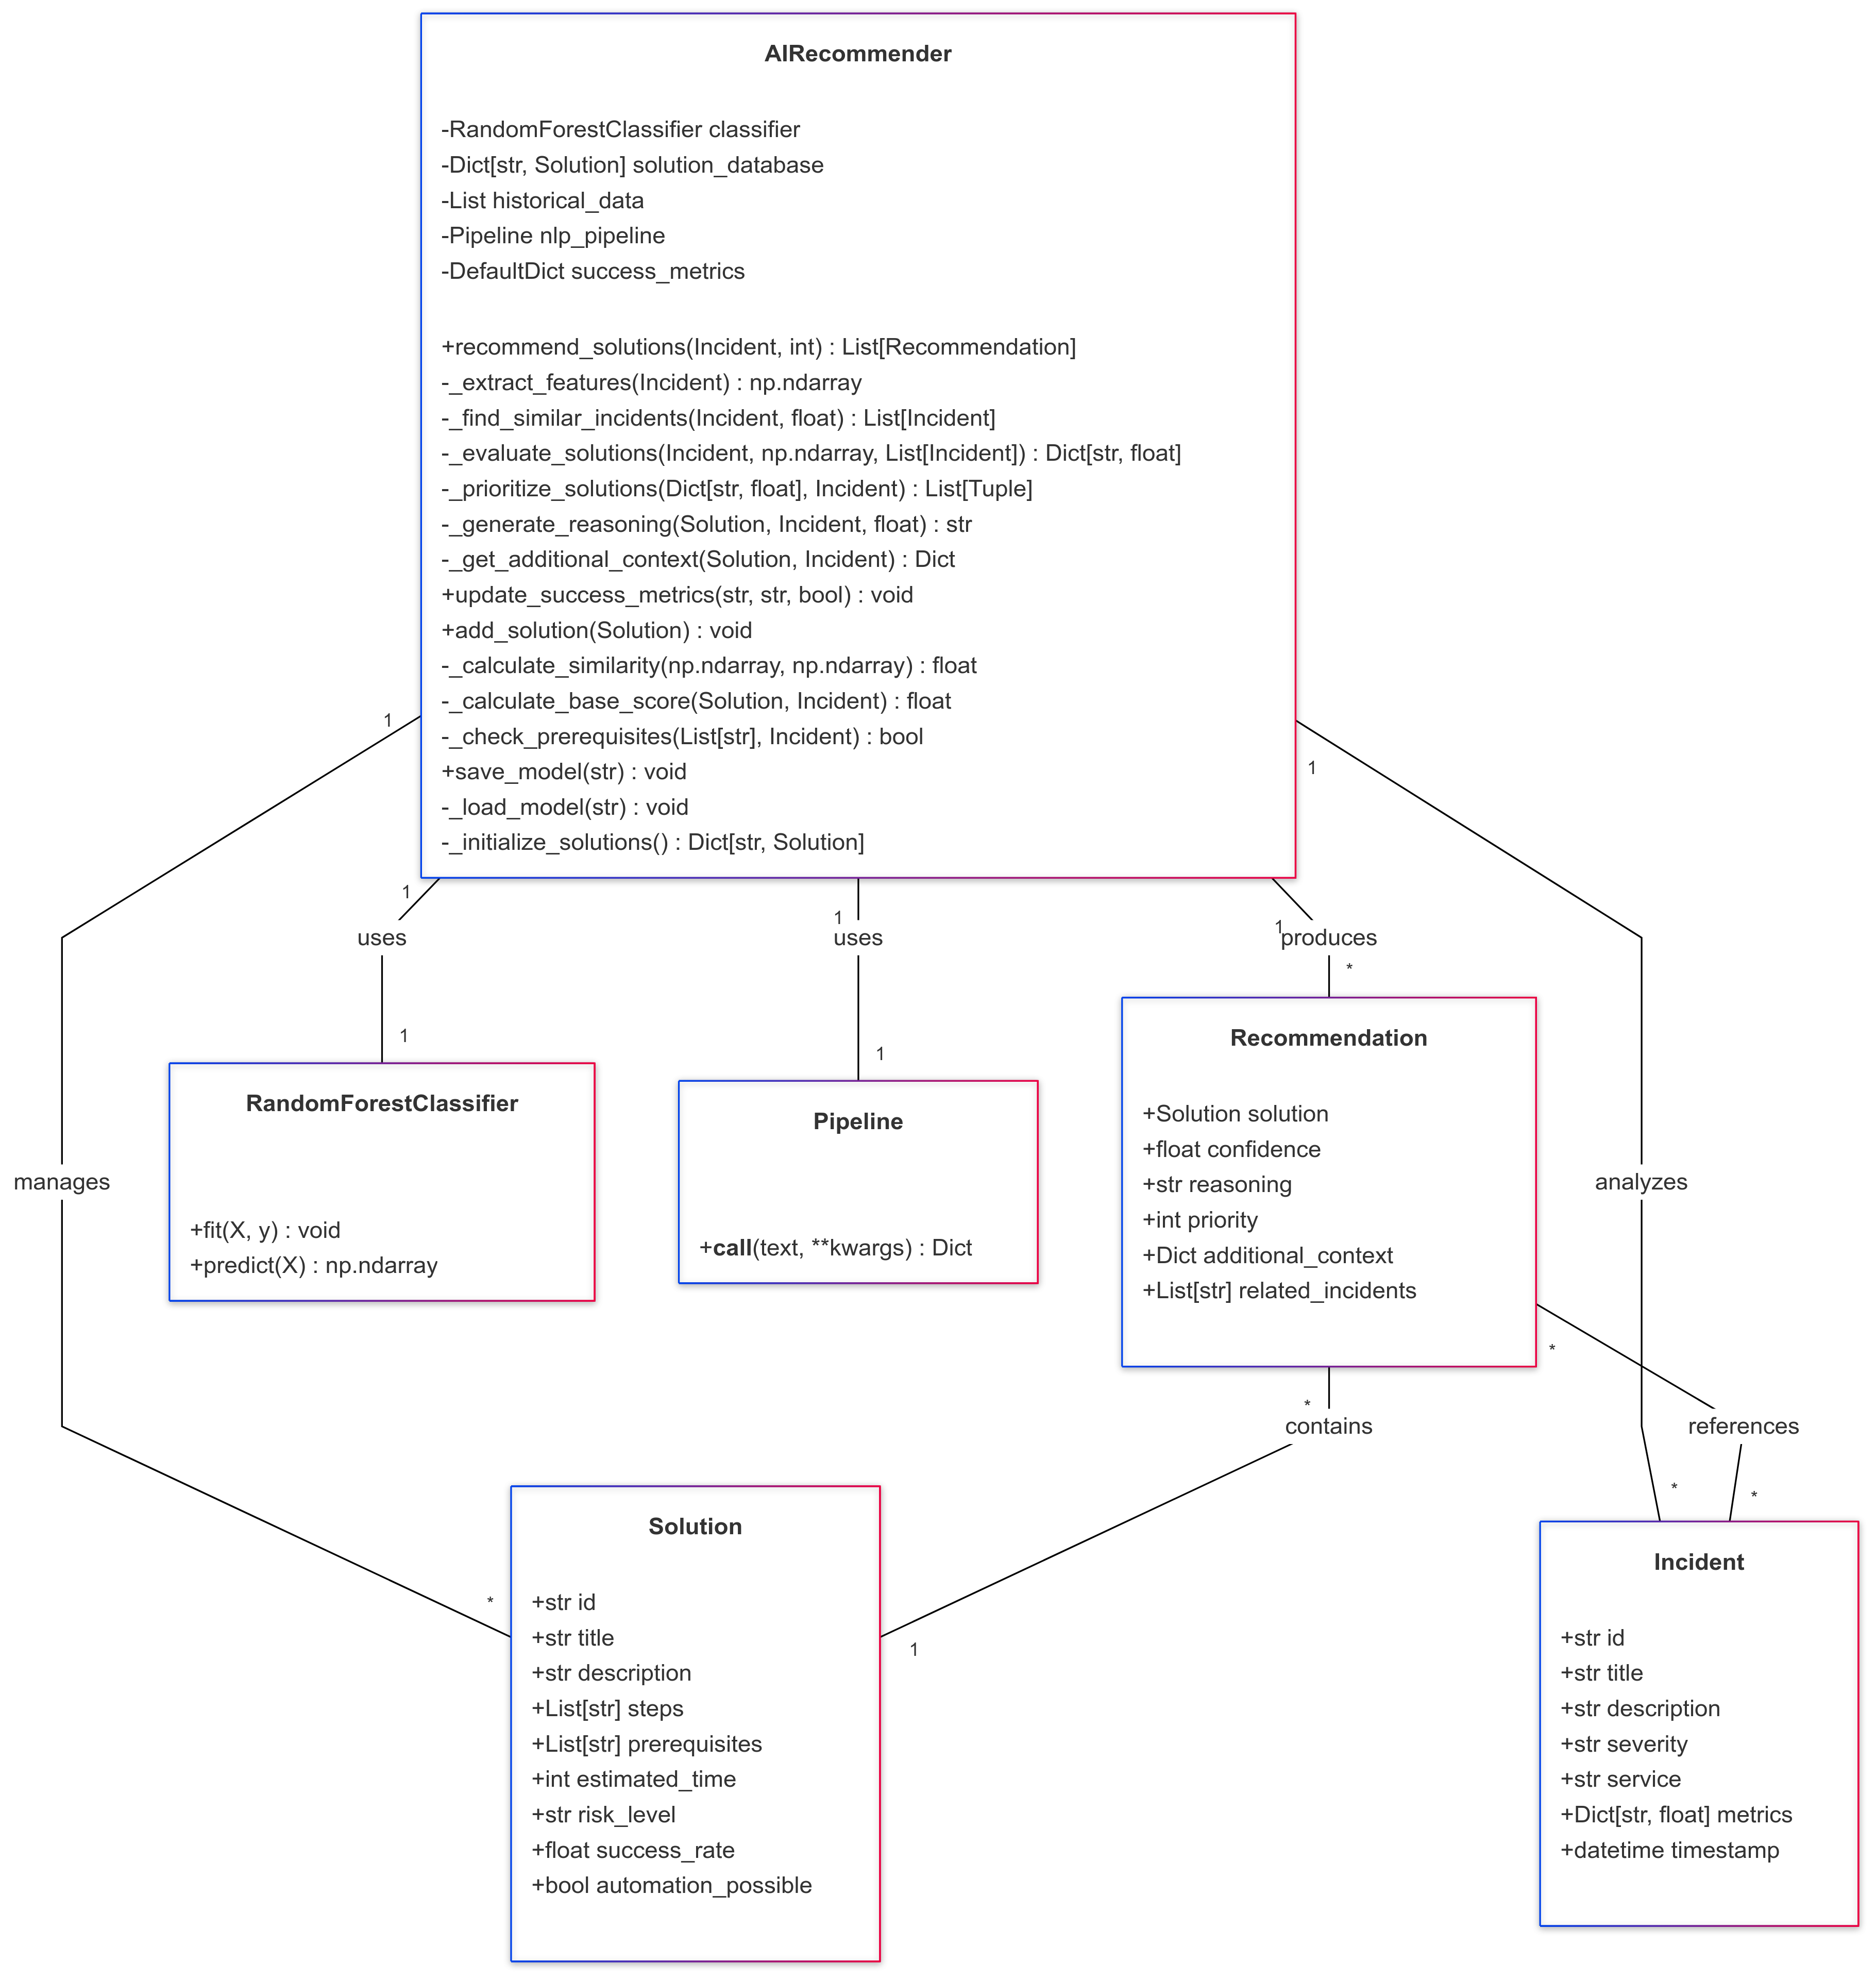 AIRecommender
-RandomForestClassifier classifier
-Dict[str, Solution] solution_database
-List historical_data
-Pipeline nlp_pipeline
-DefaultDict success_metrics
+recommend_solutions(Incident, int) : List[Recommendation]
-_extract_features(Incident) : np.ndarray
-_find_similar_incidents(Incident, float) : List[Incident]
-_evaluate_solutions(Incident, np.ndarray, List[Incident]) : Dict[str, float]
-_prioritize_solutions(Dict[str, float], Incident) : List[Tuple]
-_generate_reasoning(Solution, Incident, float) : str
-_get_additional_context(Solution, Incident) : Dict
+update_success_metrics(str, str, bool) : void
+add_solution(Solution) : void
-_calculate_similarity(np.ndarray, np.ndarray) : float
-_calculate_base_score(Solution, Incident) : float
-_check_prerequisites(List[str], Incident) : bool
+save_model(str) : void
-_load_model(str) : void
-_initialize_solutions() : Dict[str, Solution]
1
1
1
1
1
uses
uses
produces
*
1
1
RandomForestClassifier
+fit(X, y) : void
+predict(X) : np.ndarray
Pipeline
+call(text, **kwargs) : Dict
Recommendation
+Solution solution
+float confidence
+str reasoning
+int priority
+Dict additional_context
+List[str] related_incidents
manages
analyzes
*
*
contains
references
*
*
*
1
Solution
+str id
+str title
+str description
+List[str] steps
+List[str] prerequisites
+int estimated_time
+str risk_level
+float success_rate
+bool automation_possible
Incident
+str id
+str title
+str description
+str severity
+str service
+Dict[str, float] metrics
+datetime timestamp